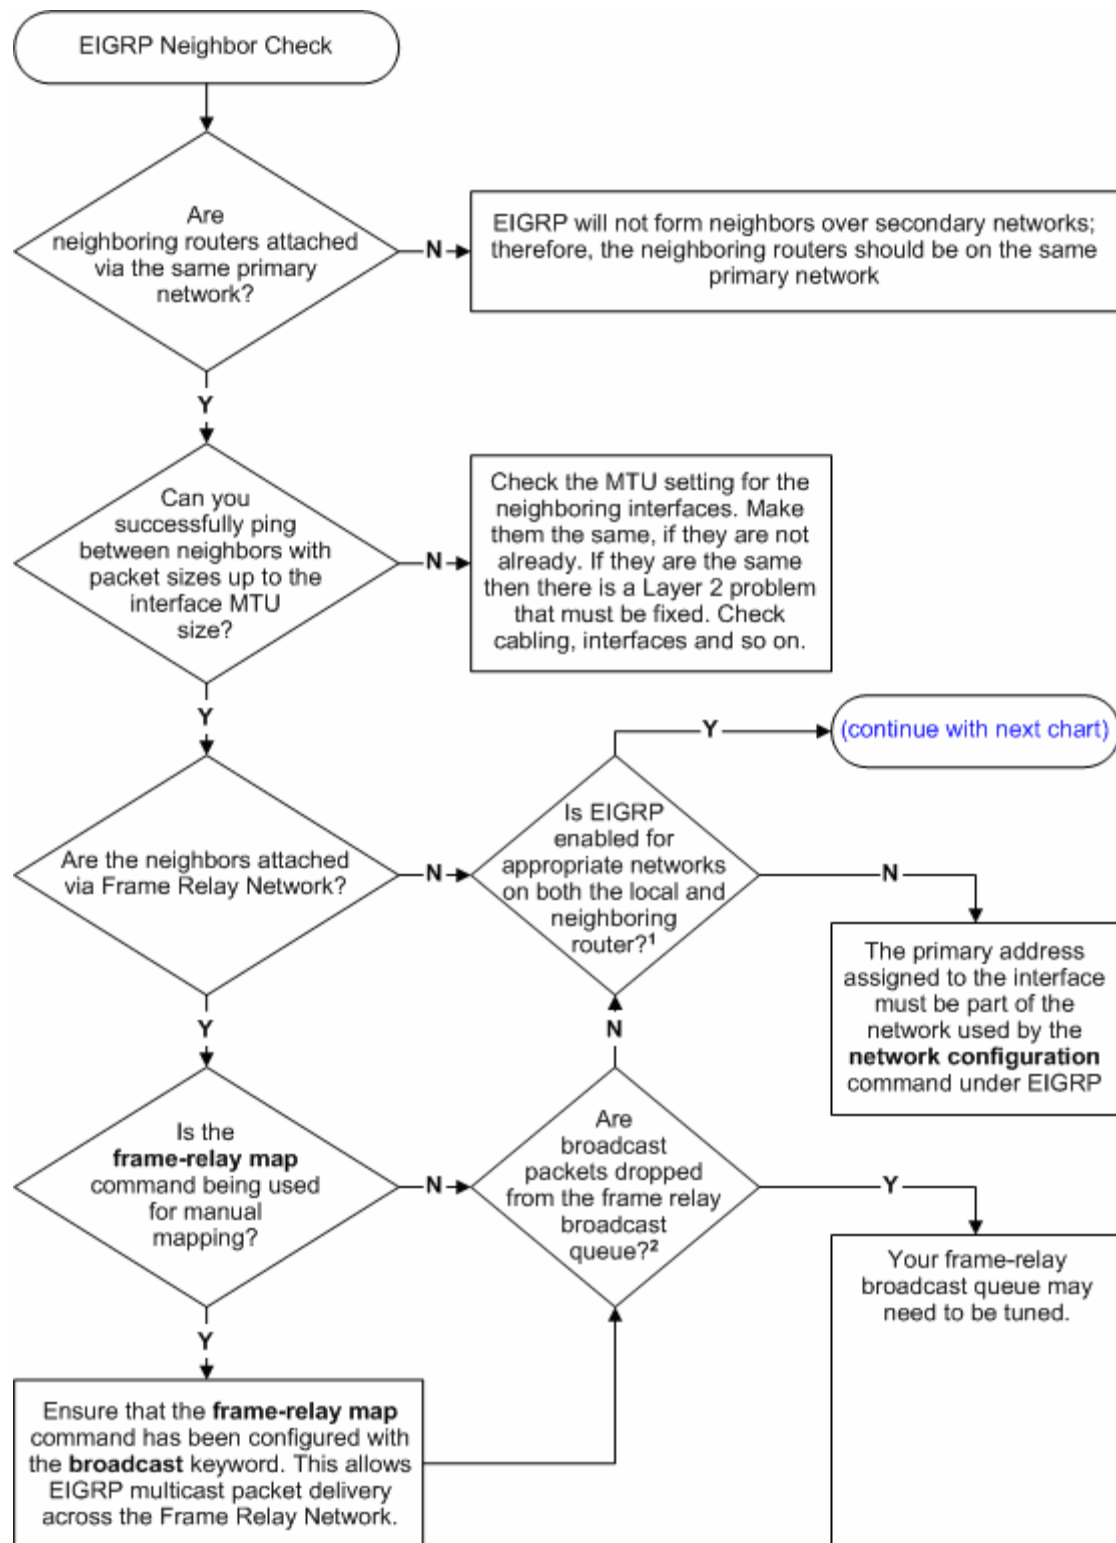 EIGRP Neighbor Check
Are
neighboring routers attached
via the same primary
network?
N
EIGRP will not form neighbors over secondary networks;
therefore, the neighboring routers should be on the same
primary network
Y
Can you
successfully ping
between neighbors with
packet sizes up to the
interface MTU
size?
N
Check the MTU setting for the
neighboring interfaces. Make
them the same, if they are not
already. If they are the same
then there is a Layer 2 problem
that must be fixed. Check
cabling, interfaces and so on.
Y
Y
(continue with next chart)
Are the neighbors attached
via Frame Relay Network?
N
Is EIGRP
enabled for
appropriate networks
on both the local and
neighboring
router?1
N
The primary address
assigned to the interface
must be part of the
network used by the
network configuration
command under EIGRP
Y
N
Is the
frame-relay map
command being used
for manual
mapping?
N
Are
broadcast
packets dropped
from the frame relay
broadcast
queue?2
Y
Your frame-relay
broadcast queue may
need to be tuned.
Y
Ensure that the frame-relay map
command has been configured with
the broadcast keyword. This allows
EIGRP multicast packet delivery
across the Frame Relay Network.